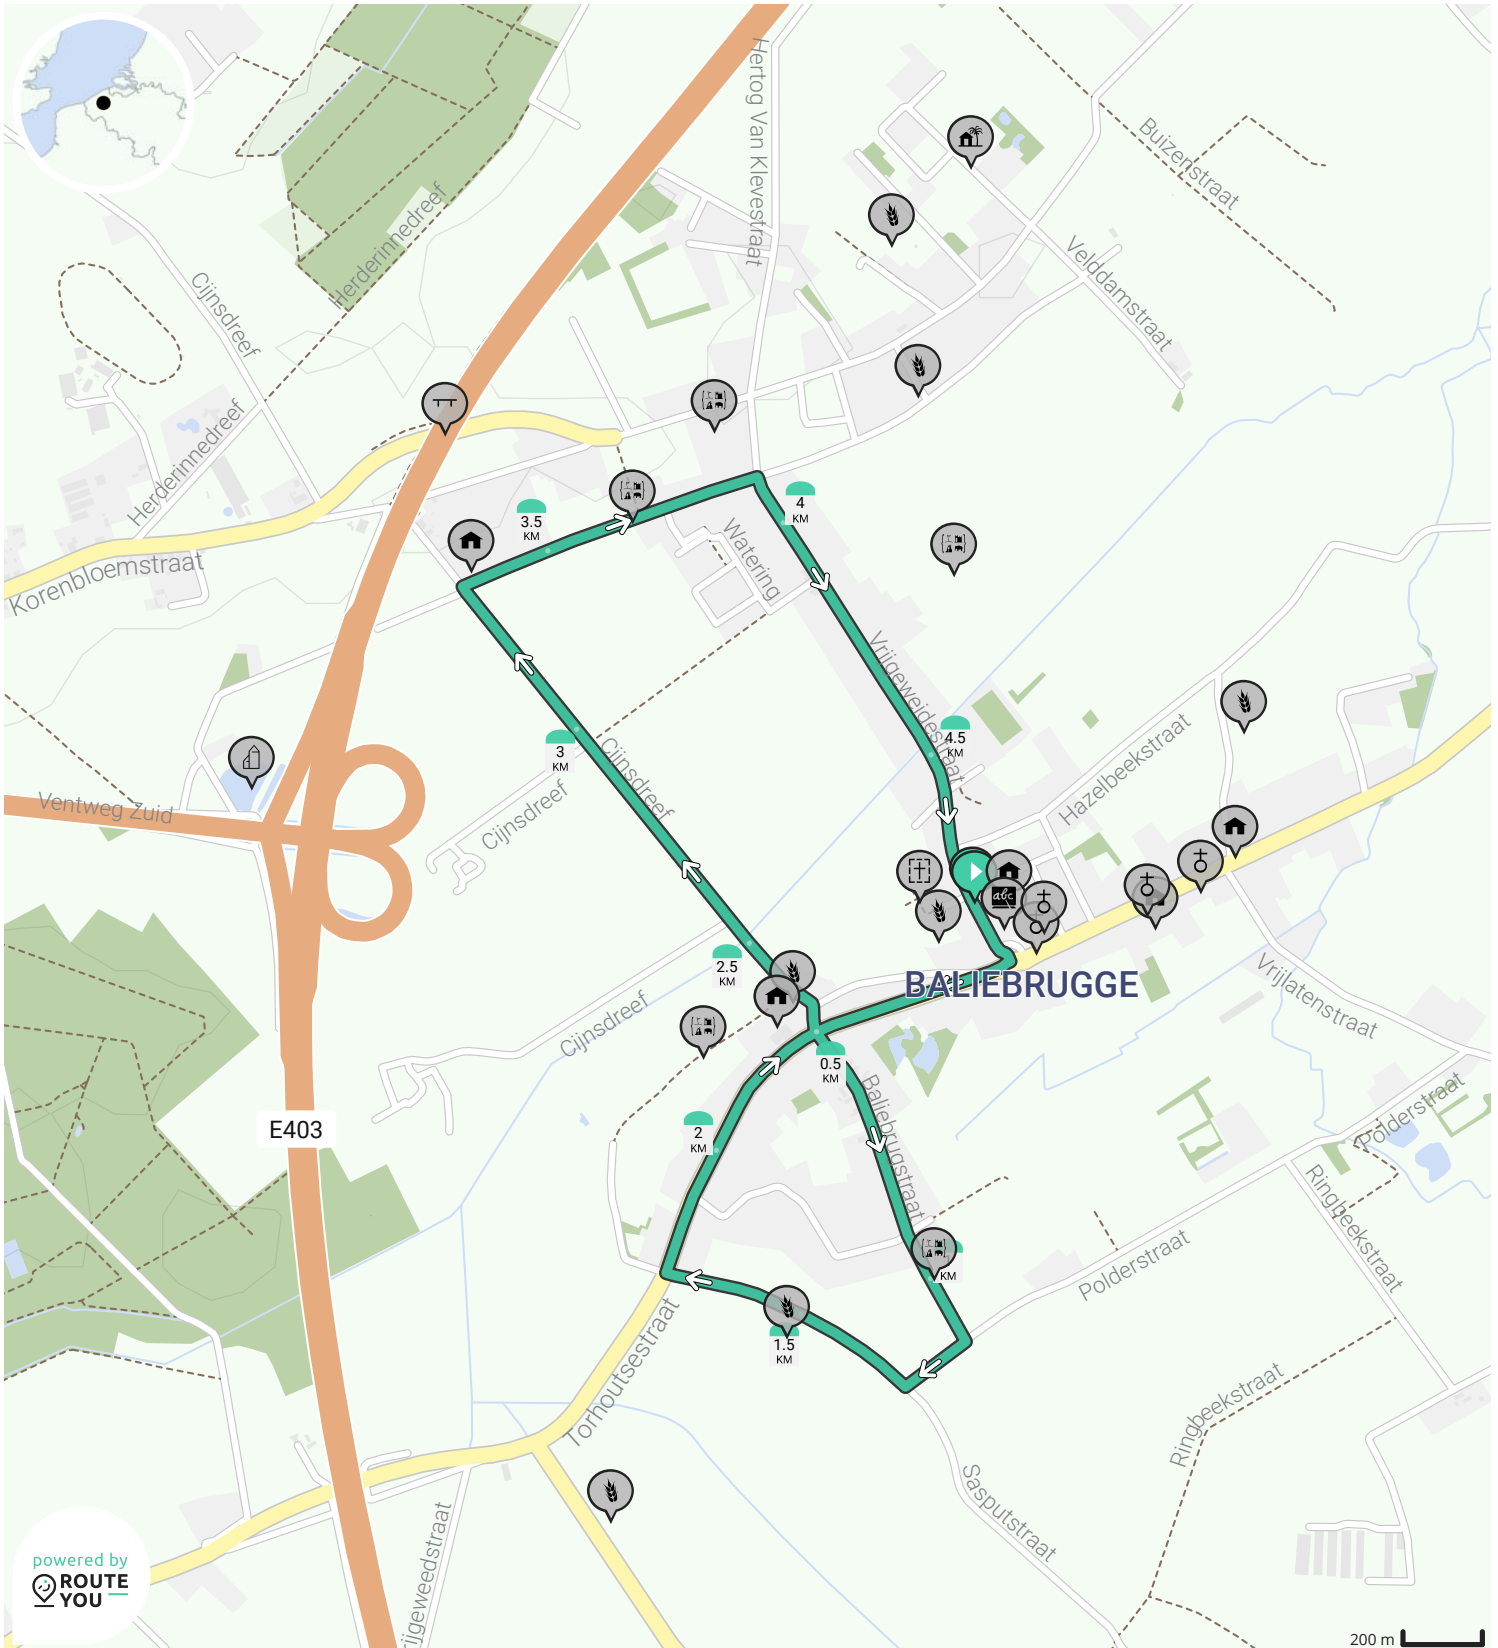 Hertog Van Klevestraat
Buizenstraat
Herderinnedreef
Velddamstraat
Cijnsdreef
Herderinnedreef
3.5
KM
4
KM
Watering
Korenbloemstraat
Vrijgeweidestraat
4.5
KM
3
KM
Cijnsdreef
Hazelbeekstraat
Ventweg Zuid
Cijnsdreef
abc
2.5
KM
BALIEBRUGGE
Vrijlatenstraat
Cijnsdreef
0.5
KM
Baliebrugstraat
Polderstraat
2
KM
E403
Ringbeekstraat
Polderstraat
KM
1.5
KM
Torhoutsestraat
Ringbeekstraat
Sasputstraat
ijgeweedstraat
powered by
ROUTE
YOU
200 m